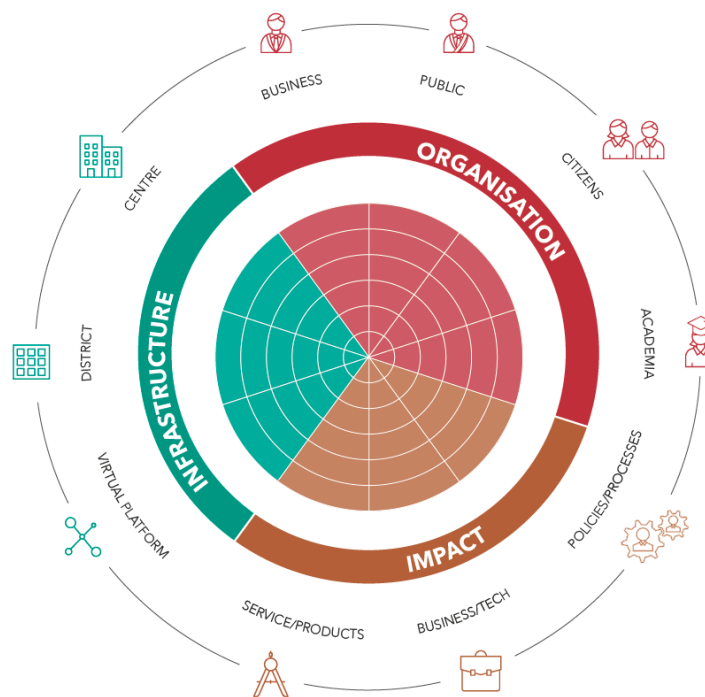 BUSINESS
PUBLIC
CITIZENS
ACADEMIA
POLICIES/PROCESSES
BUSINESS/TECH
SERVICE/PRODUCTS
VIRTUAL PLATFORM
DISTRICT
CENTRE
ORGANISATION
IMPACT
INFRASTRUCTURE